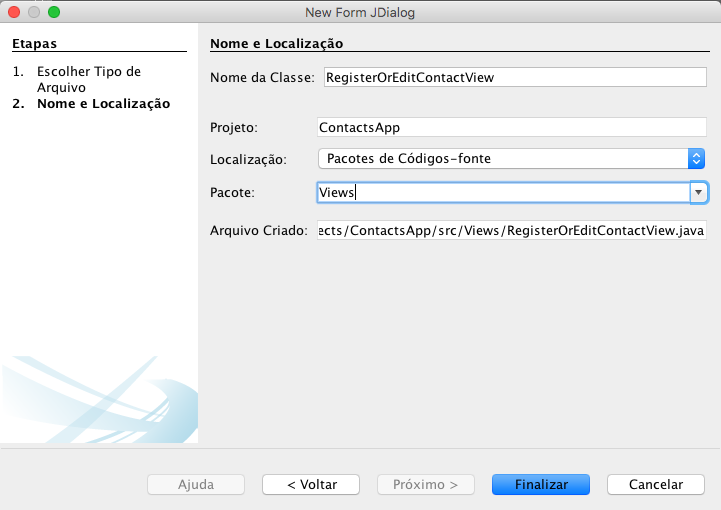 New Form JDialog
Etapas
1. Escolher Tipo de
Arquivo
2. Nome e Localização
Nome e Localização
Nome da Classe: RegisterOrEditContactView
Projeto: ContactsApp
Localização: Pacotes de Códigos-fonte
Pacote: Views
Arquivo Criado: ects/ContactsApp/src/Views/RegisterOrEditContactView.java
Ajuda < Voltar Próximo > Finalizar Cancelar